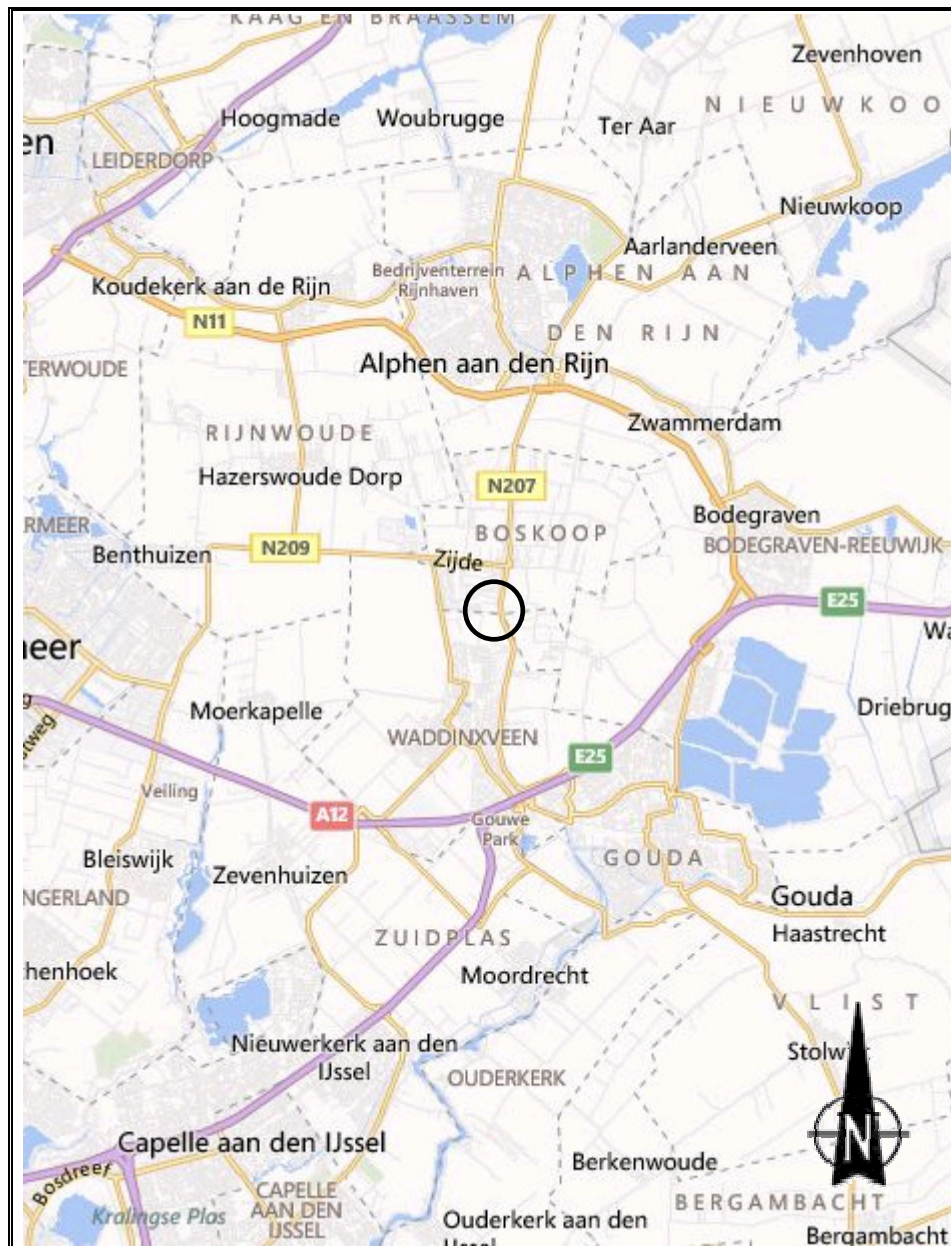 KAAG EN BRAASSEM
Zevenhoven
NIEUWKOO
Hoogmade
Woubrugge
Ter Aar
en
LEIDERDORP
Nieuwkoop
Aarlanderveen
Bedrijventerrein
Rijnhaven
ALPHEN AAN
Koudekerk aan de Rijn
N11
DEN RIJN
TERWOUDE
Alphen aan den Rijn
Zwammerdam
RIJNWOUDE
Hazerswoude Dorp
N207
Bodegraven
RMEER
BOSKOOP
Benthuizen
N209
Zijde
BODEGRAVEN-REEUWIJK
E25
Wa
eer
Moerkapelle
Driebrug
WADDINXVEEN
E25
Veiling
A12
Gouwe
Park
Bleiswijk
Zevenhuizen
GOUDA
NGERLAND
Gouda
Haastrecht
ZUIDPLAS
henhoek
Moordrecht
VLIST
Nieuwerkerk aan den
IJssel
Stolwij
OUDERKERK
N
Capelle aan den IJssel
Bosdreef
Berkenwoude
CAPELLE
AAN DEN
IJSSEL
Kralingse Plas
BERGAMBACHT
Ouderkerk aan den
IJssel
Bergambacht